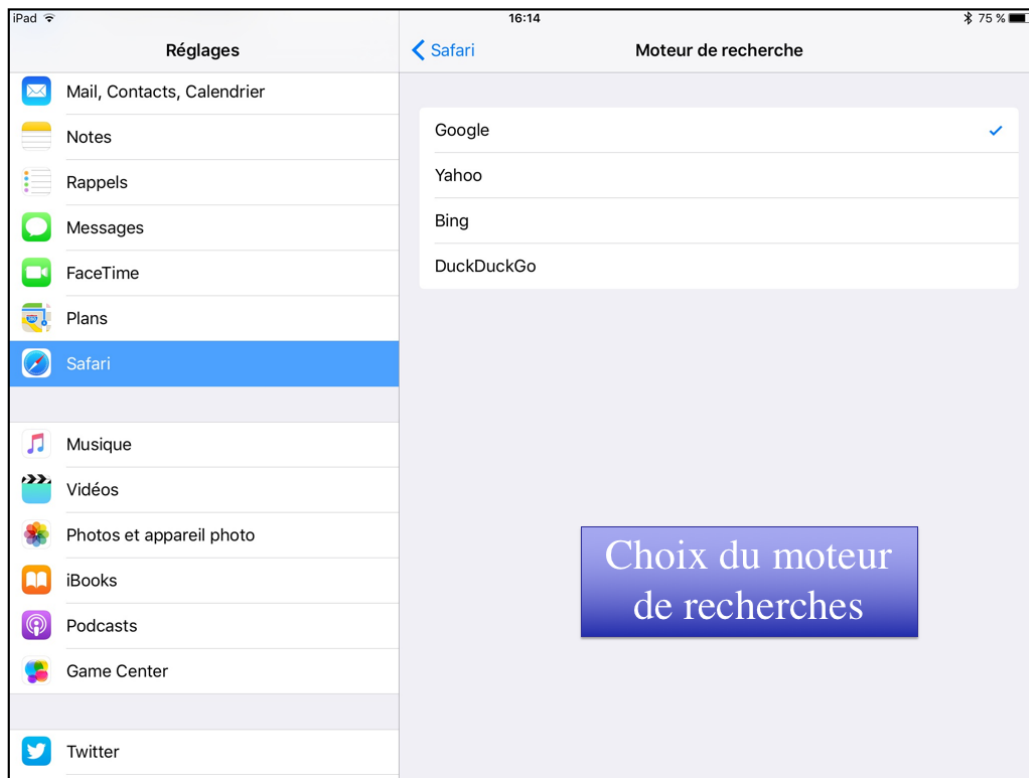 iPad
16:14
75 %
Réglages
Mail, Contacts, Calendrier
Notes
Rappels
Messages
FaceTime
Plans
Safari
Musique
Vidéos
Photos et appareil photo
iBooks
Podcasts
Game Center
Twitter
Safari
Moteur de recherche
Google
Yahoo
Bing
DuckDuckGo
Choix du moteur
de recherches